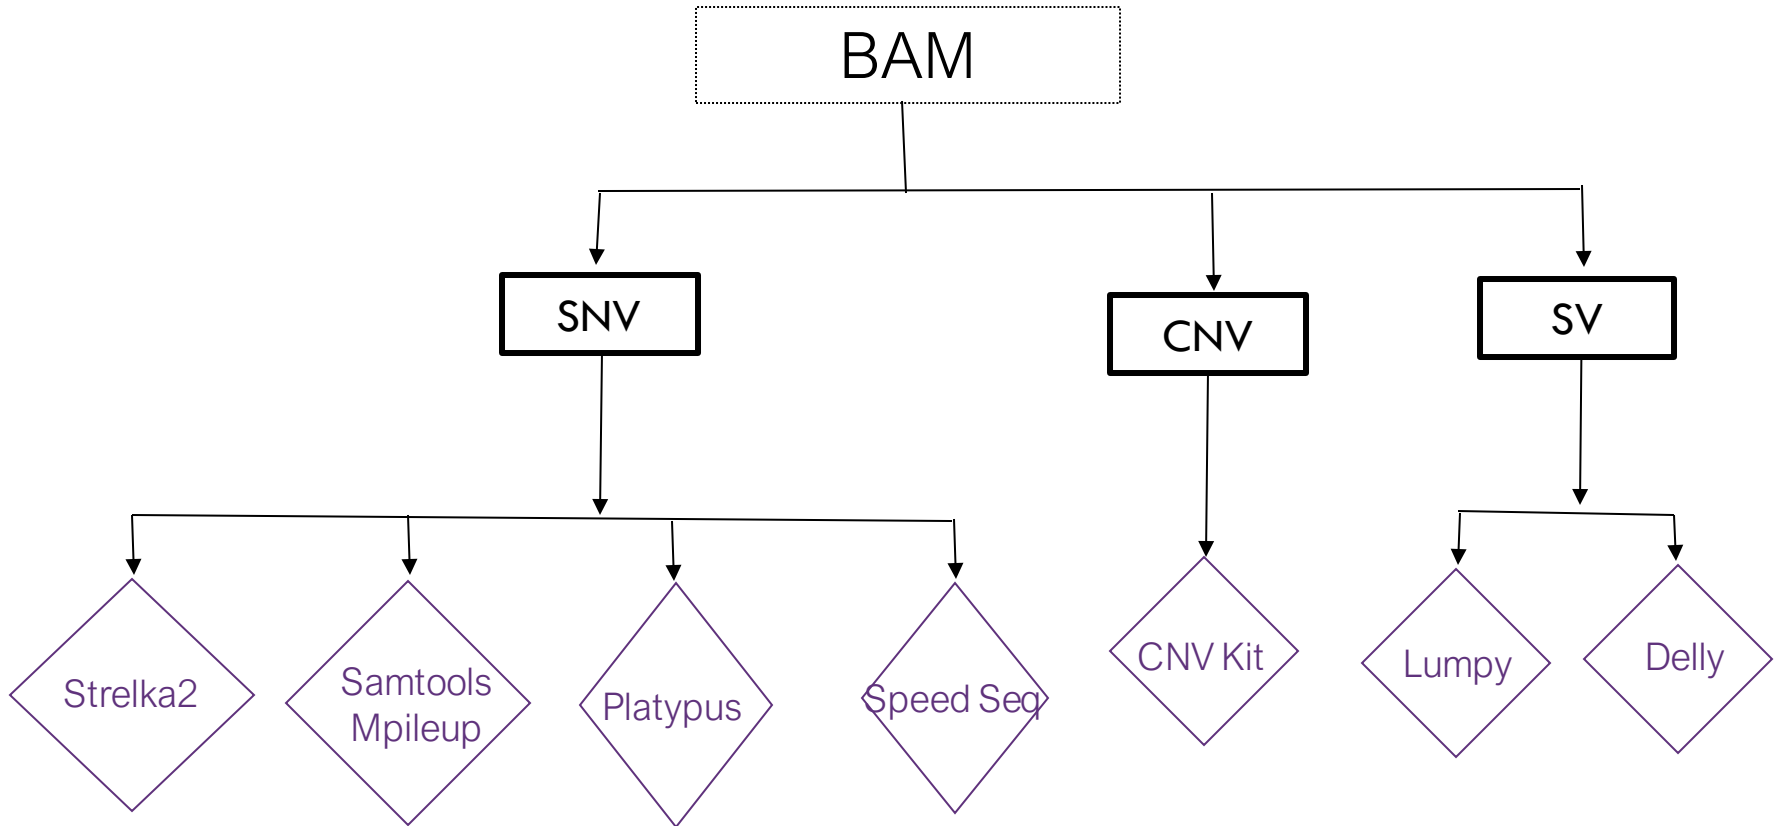 BAM
SNV
CNV
SV
Strelka2
Samtools
Mpileup
Platypus
Speed Seq
CNV Kit
Lumpy
Delly